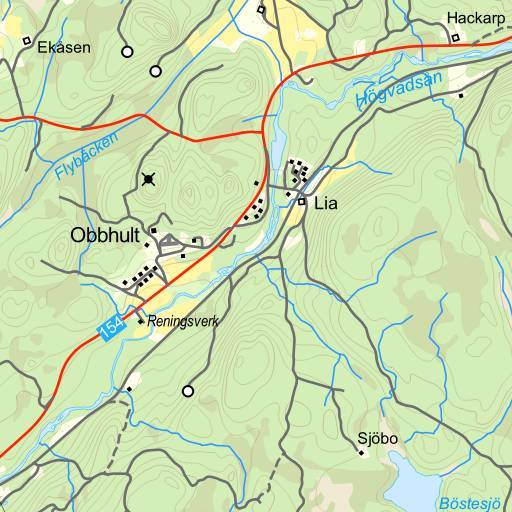 Hackarp
Ekåsen
Högvadsån
Flybäcken
Lia
Obbhult
154
Reningsverk
Sjöbo
Böstesjö